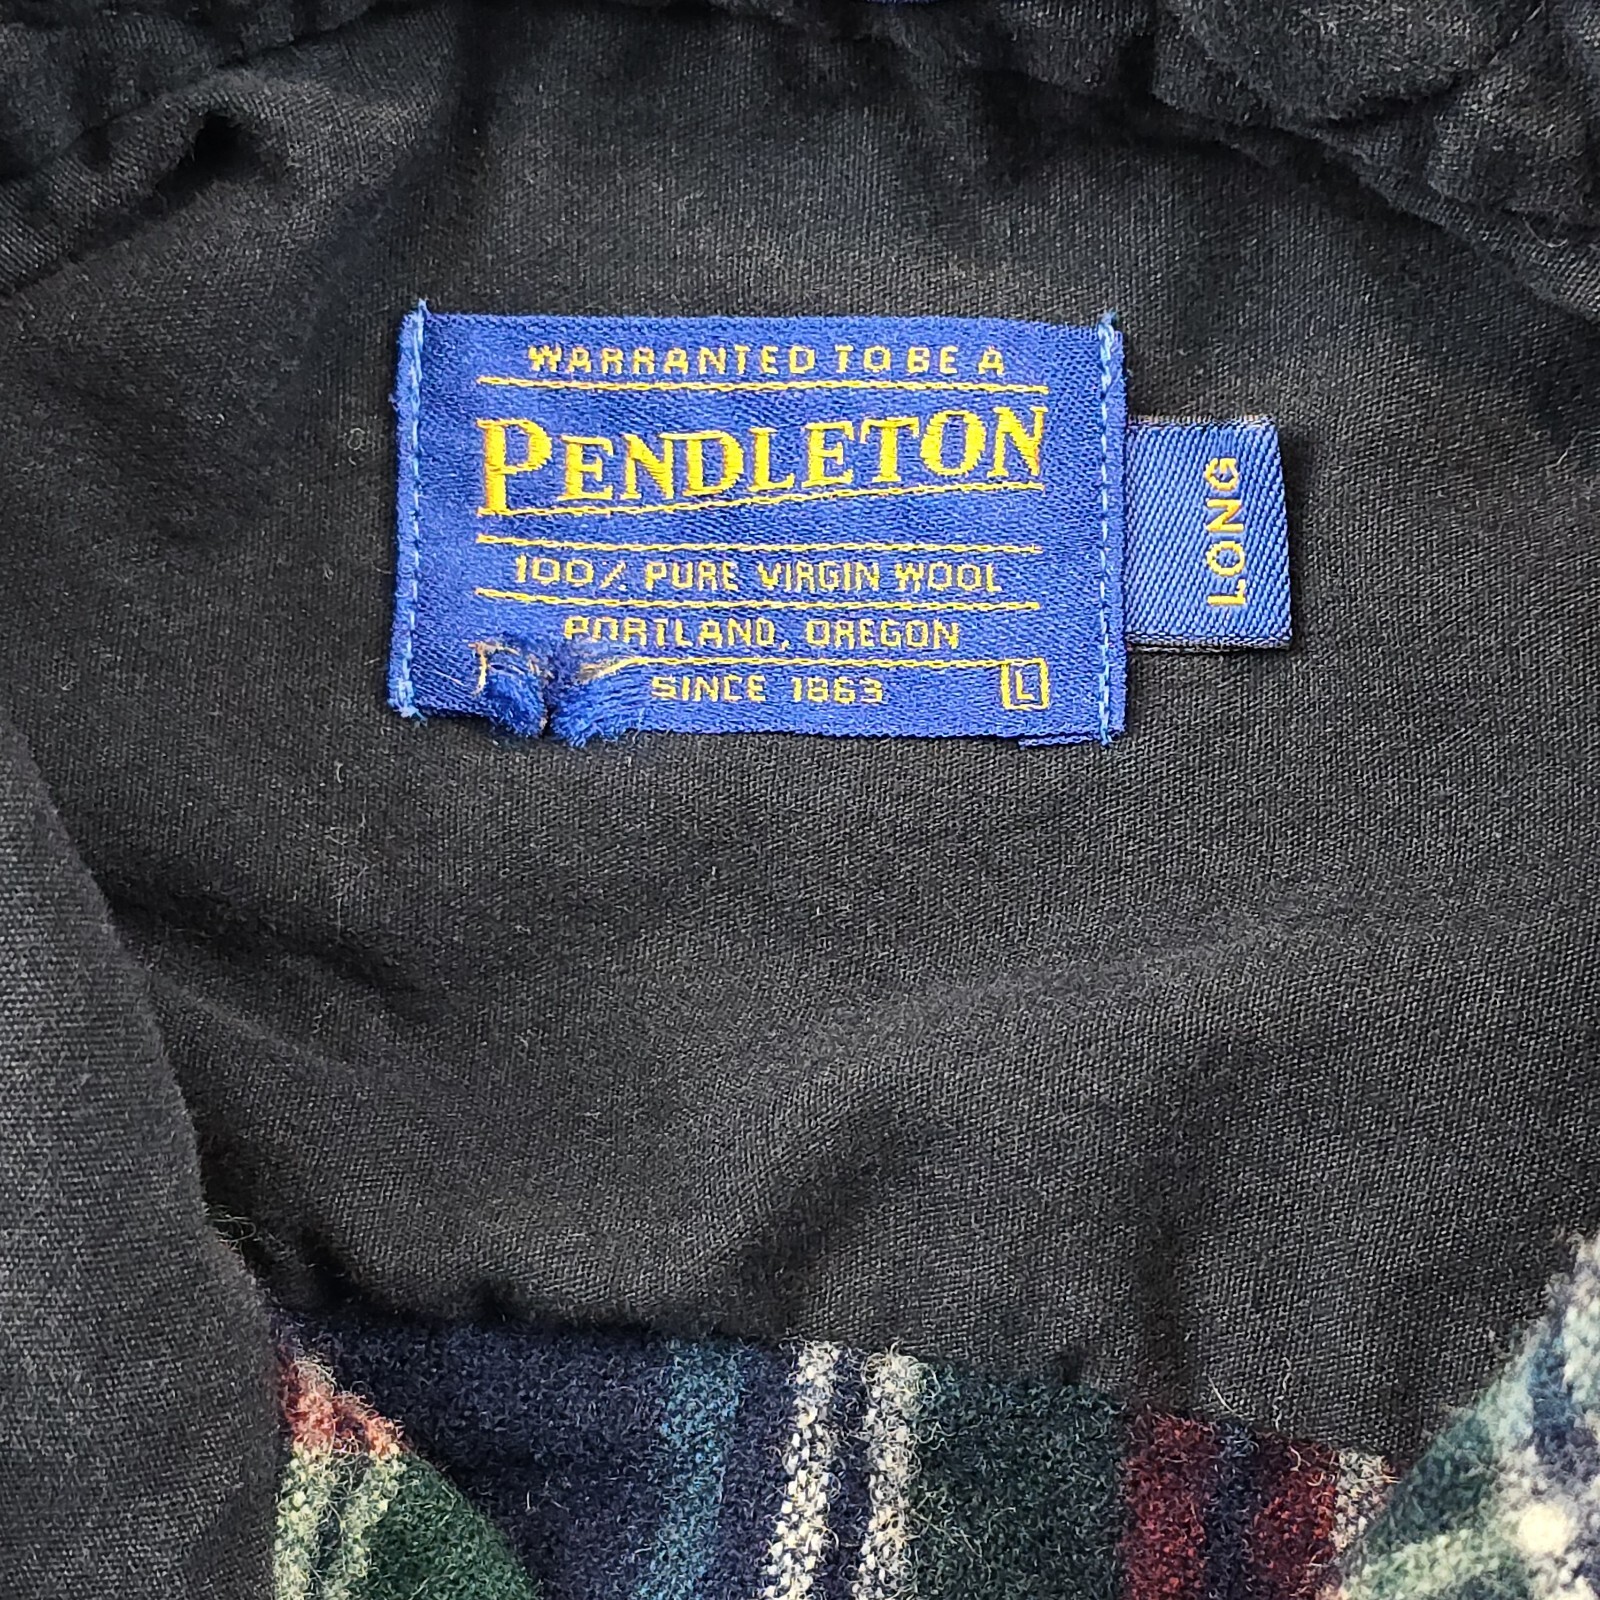 WARRANTED TO BE A
PENDLETON
100% PURE VIRGIN WOOL
PORTLAND, OREGON
SINCE 1863
L
LONG